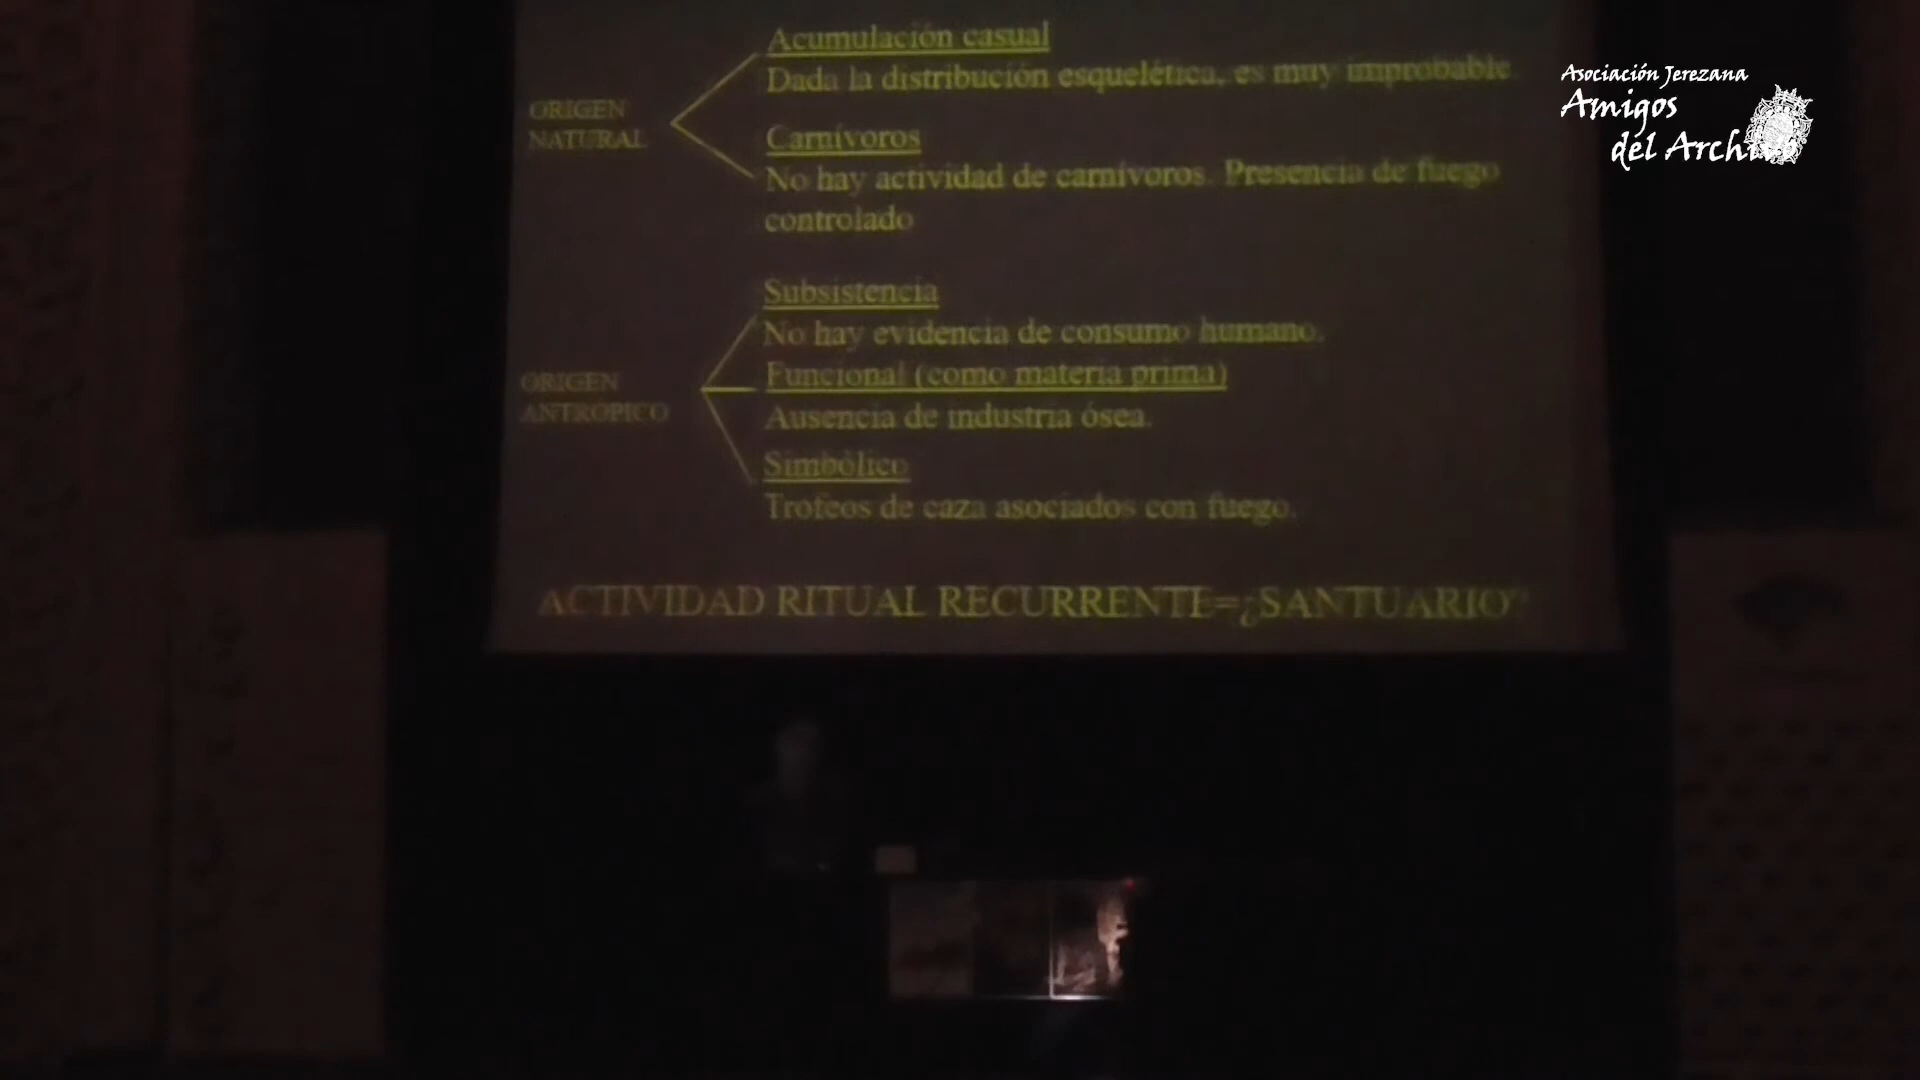 Acumulación casual
Dada la distribución esquelética, es muy improbable.
ORIGEN
NATURAL
Carnívoros
No hay actividad de carnívoros. Presencia de fuego
controlado
Subsistencia
No hay evidencia de consumo humano.
ORIGEN
ANTROPICO
Funcional (como materia prima)
Ausencia de industria ósea.
Simbólico
Trofeos de caza asociados con fuego.
ACTIVIDAD RITUAL RECURRENTE=¿SANTUARIO?
Asociación Jerezana
Amigos
del Archivo